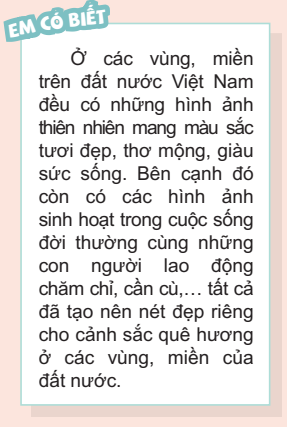 EM CÓ BIẾT
Ở các vùng, miền
trên đất nước Việt Nam
đều có những hình ảnh
thiên nhiên mang màu sắc
tươi đẹp, thơ mộng, giàu
sức sống. Bên cạnh đó
còn có các hình ảnh
sinh hoạt trong cuộc sống
đời thường cùng những
con người lao động
chăm chỉ, cần cù,... tất cả
đã tạo nên nét đẹp riêng
cho cảnh sắc quê hương
ở các vùng, miền của
đất nước.